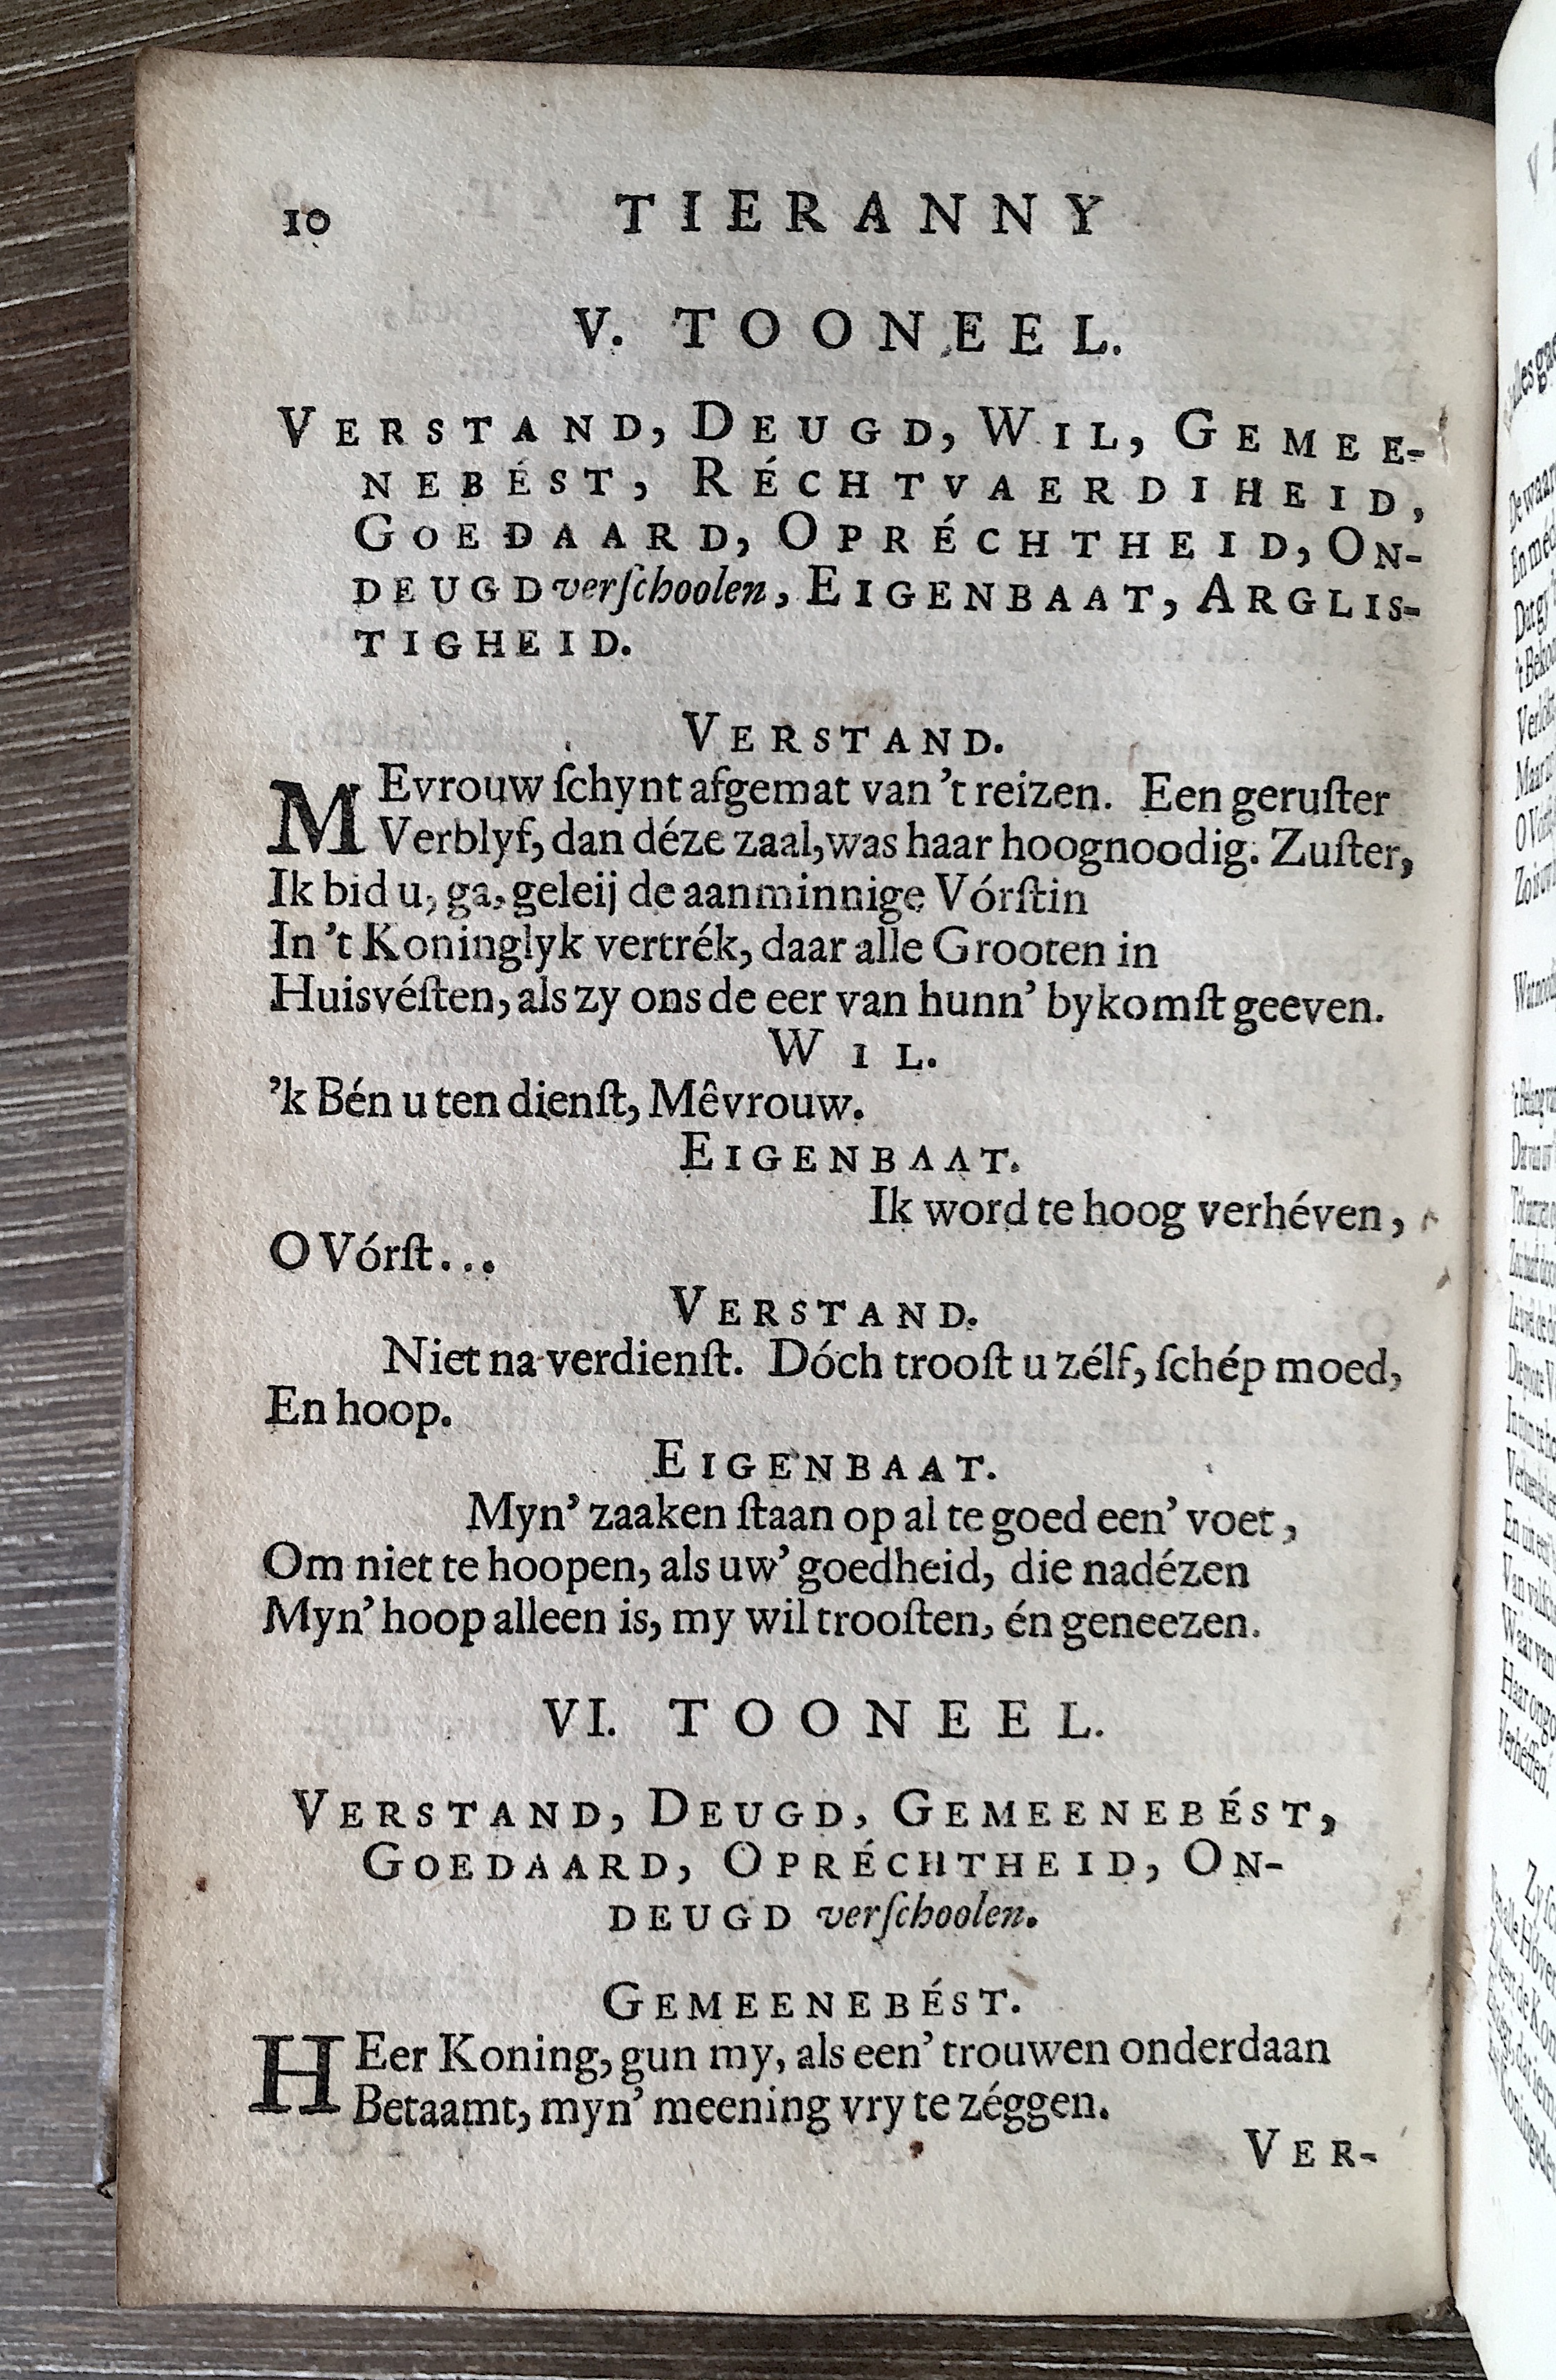 10 TIERANNY
V. TOONEEL.
VERSTAND, DEUGD, WIL, GEMEE-
NEBÉST, RÉCHTVAERDIHEID,
GOEDAARD, OPRÉCHTHEID, ON-
DEUGD verſchoolen, EIGENBAAT, ARGLIS-
TIGHEID.
VERSTAND.
MEvrouw ſchynt afgemat van 't reizen. Een geruſter
Verblyf, dan déze zaal, was haar hoognoodig. Zuſter,
Ik bid u, ga, geleij de aanminnige Vórſtin
In 't Koninglyk vertrék, daar alle Grooten in
Huisvéſten, als zy ons de eer van hunn' bykomſt geeven.
WIL.
'k Bén u ten dienſt, Mêvrouw.
EIGENBAAT.
Ik word te hoog verhéven,
O Vórſt...
VERSTAND.
Niet na verdienſt. Dóch trooſt u zélf, ſchép moed,
En hoop.
EIGENBAAT.
Myn' zaaken ſtaan op al te goed een' voet,
Om niet te hoopen, als uw' goedheid, die nadézen
Myn' hoop alleen is, my wil trooſten, én geneezen.
VI. TOONEEL.
VERSTAND, DEUGD, GEMEENEBÉST,
GOEDAARD, OPRÉCHTHEID, ON-
DEUGD verſchoolen.
GEMEENEBÉST.
HEer Koning, gun my, als een' trouwen onderdaan
Betaamt, myn' meening vry te zéggen.
VER-